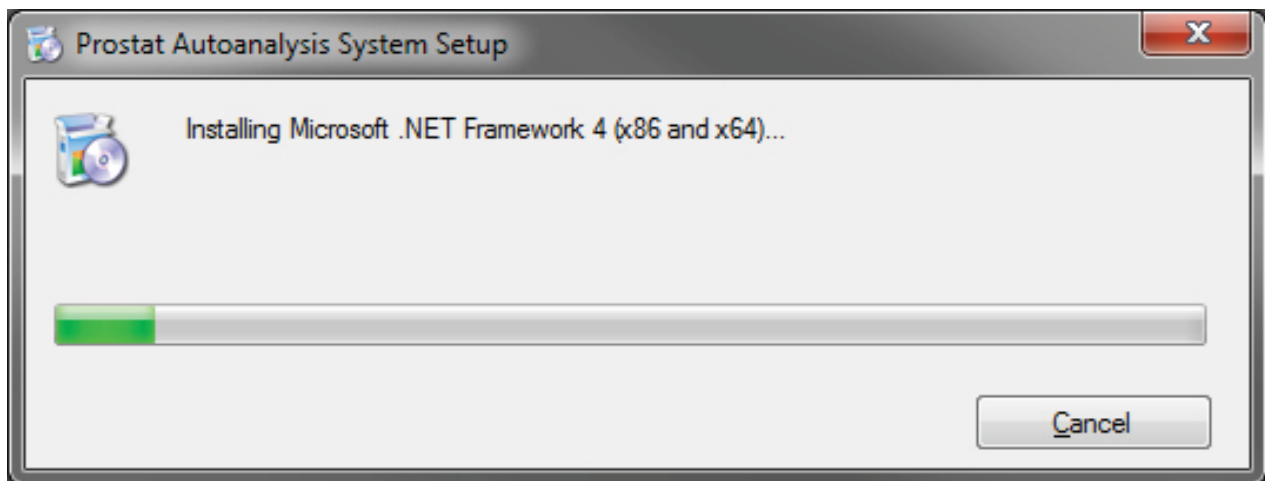 Prostat Autoanalysis System Setup
Installing Microsoft .NET Framework 4 (x86 and x64)...
Cancel